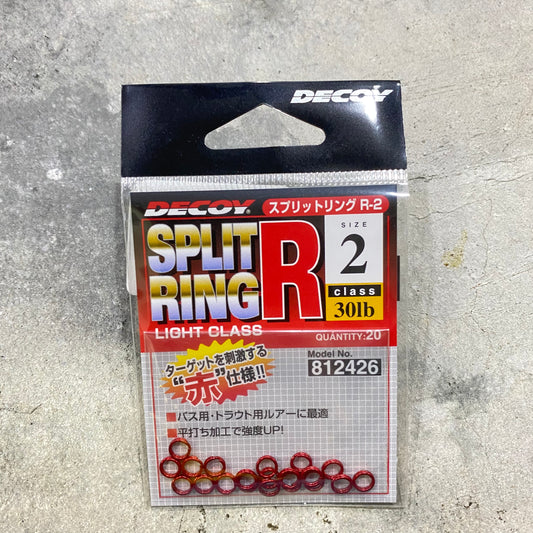 DECOY
DECOY スプリットリング R-2
SPLIT RING R
LIGHT CLASS
SIZE
2
class
30lb
QUANTITY:20
Model No.
812426
ターゲットを刺激する
"赤"仕様!!
■バス用・トラウト用ルアーに最適
■平打ち加工で強度UP!